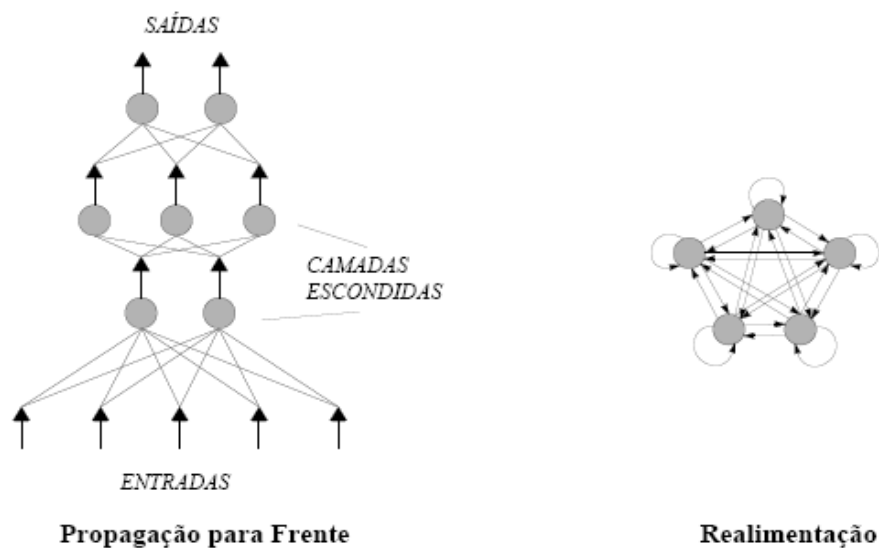 SAÍDAS
CAMADAS
ESCONDIDAS
ENTRADAS
Propagação para Frente
Realimentação